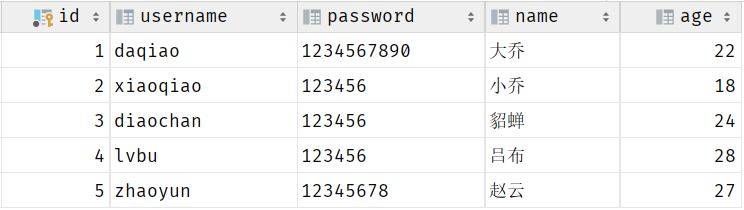 id username password name age
1 daqiao 1234567890 大乔 22
2 xiaoqiao 123456 小乔 18
3 diaochan 123456 貂蝉 24
4 lvbu 123456 吕布 28
5 zhaoyun 12345678 赵云 27